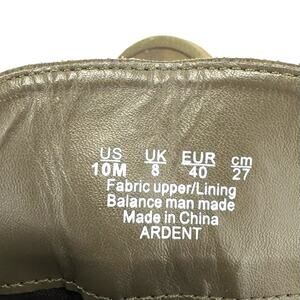 US UK EUR cm
10M 8 40 27
Fabric upper/Lining
Balance man made
Made in China
ARDENT